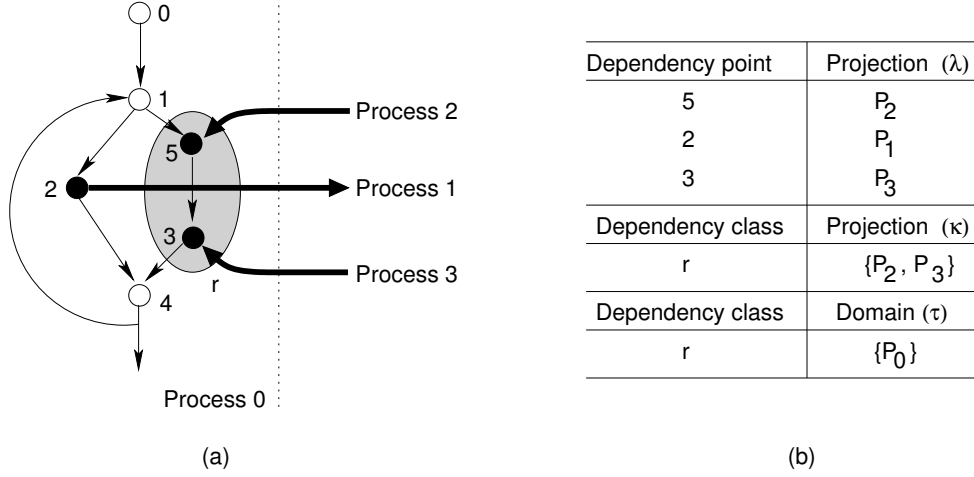 0
1
Process 2
5
2
Process 1
3
r
Process 3
4
Process 0
(a)
Dependency point Projection (λ)
5 P2
2 P1
3 P3
Dependency class Projection (κ)
r {P2 , P3}
Dependency class Domain (τ)
r {P0}
(b)